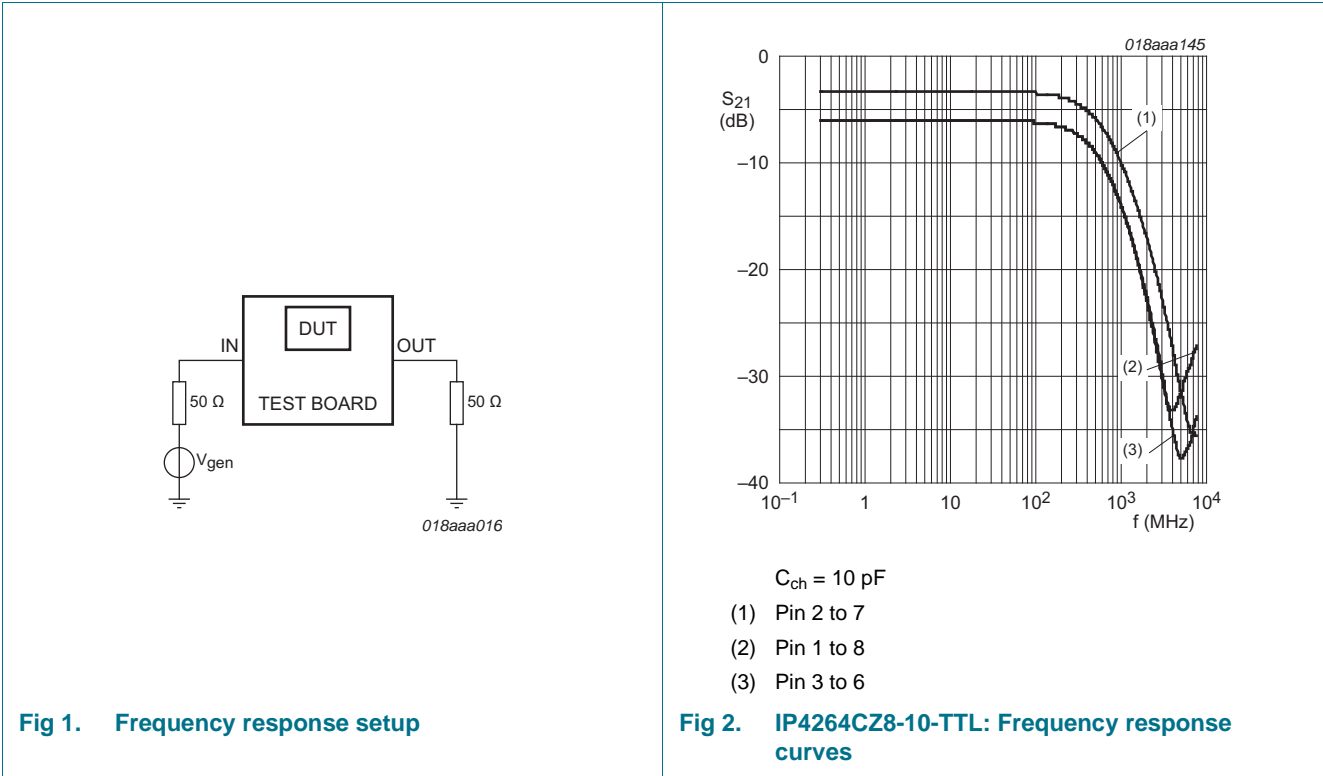 IN
DUT
OUT
50 Ω
TEST BOARD
50 Ω
Vgen
018aaa016
Fig 1. Frequency response setup
018aaa145
0
S21
(dB)
(1)
–10
–20
(2)
–30
(3)
–40
10–1
1
10
102
103
104
f (MHz)
Cch = 10 pF
(1) Pin 2 to 7
(2) Pin 1 to 8
(3) Pin 3 to 6
Fig 2. IP4264CZ8-10-TTL: Frequency response
curves